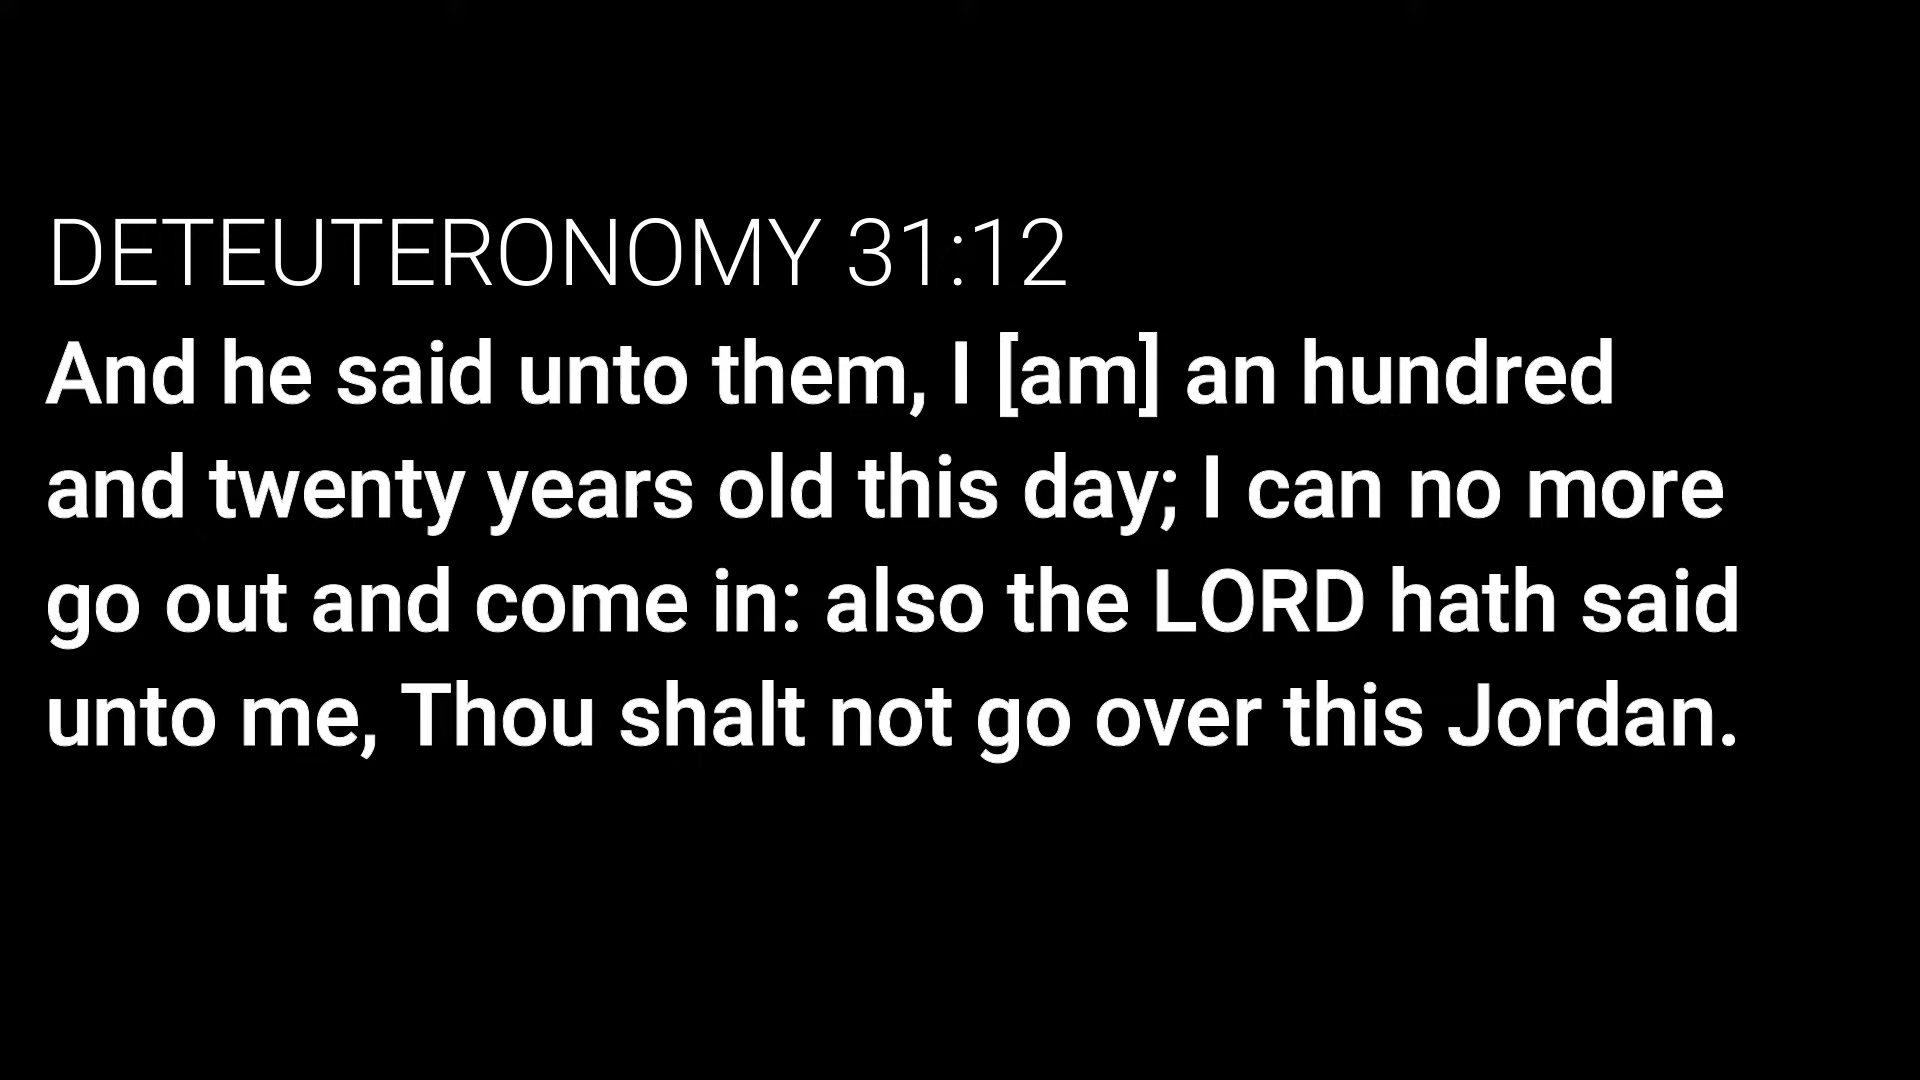 DETEUTERONOMY 31:12
And he said unto them, I [am] an hundred
and twenty years old this day; I can no more
go out and come in: also the LORD hath said
unto me, Thou shalt not go over this Jordan.